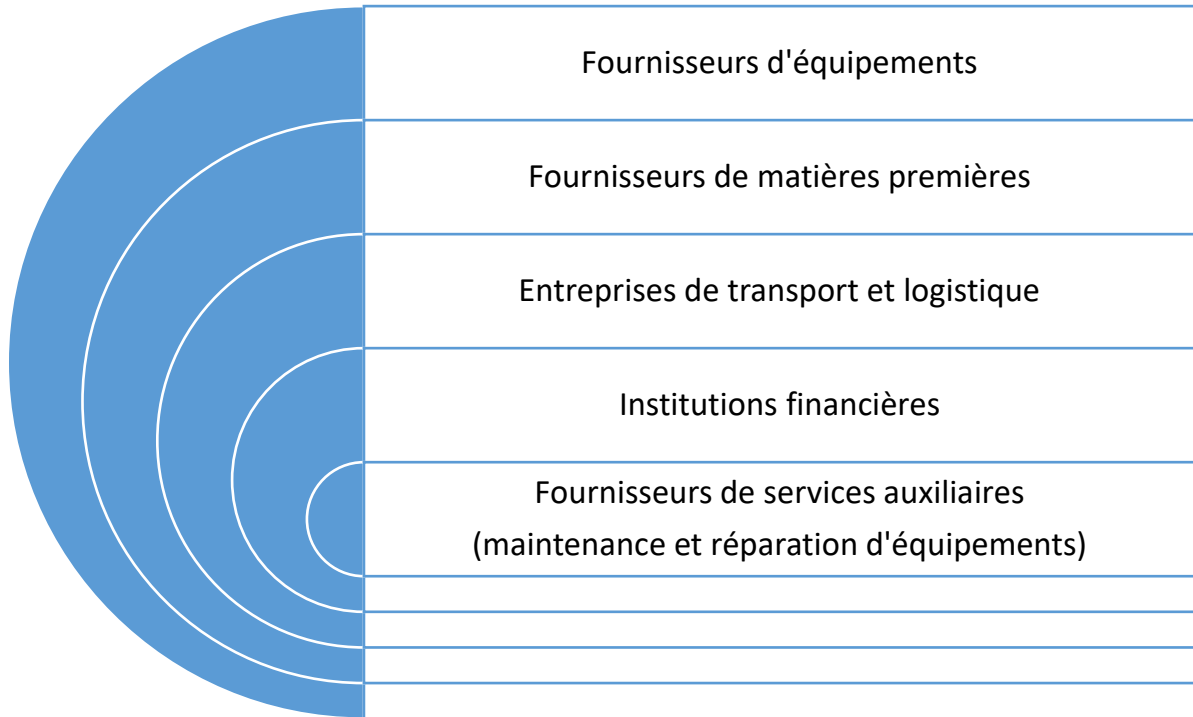 Fournisseurs d'équipements
Fournisseurs de matières premières
Entreprises de transport et logistique
Institutions financières
Fournisseurs de services auxiliaires
(maintenance et réparation d'équipements)